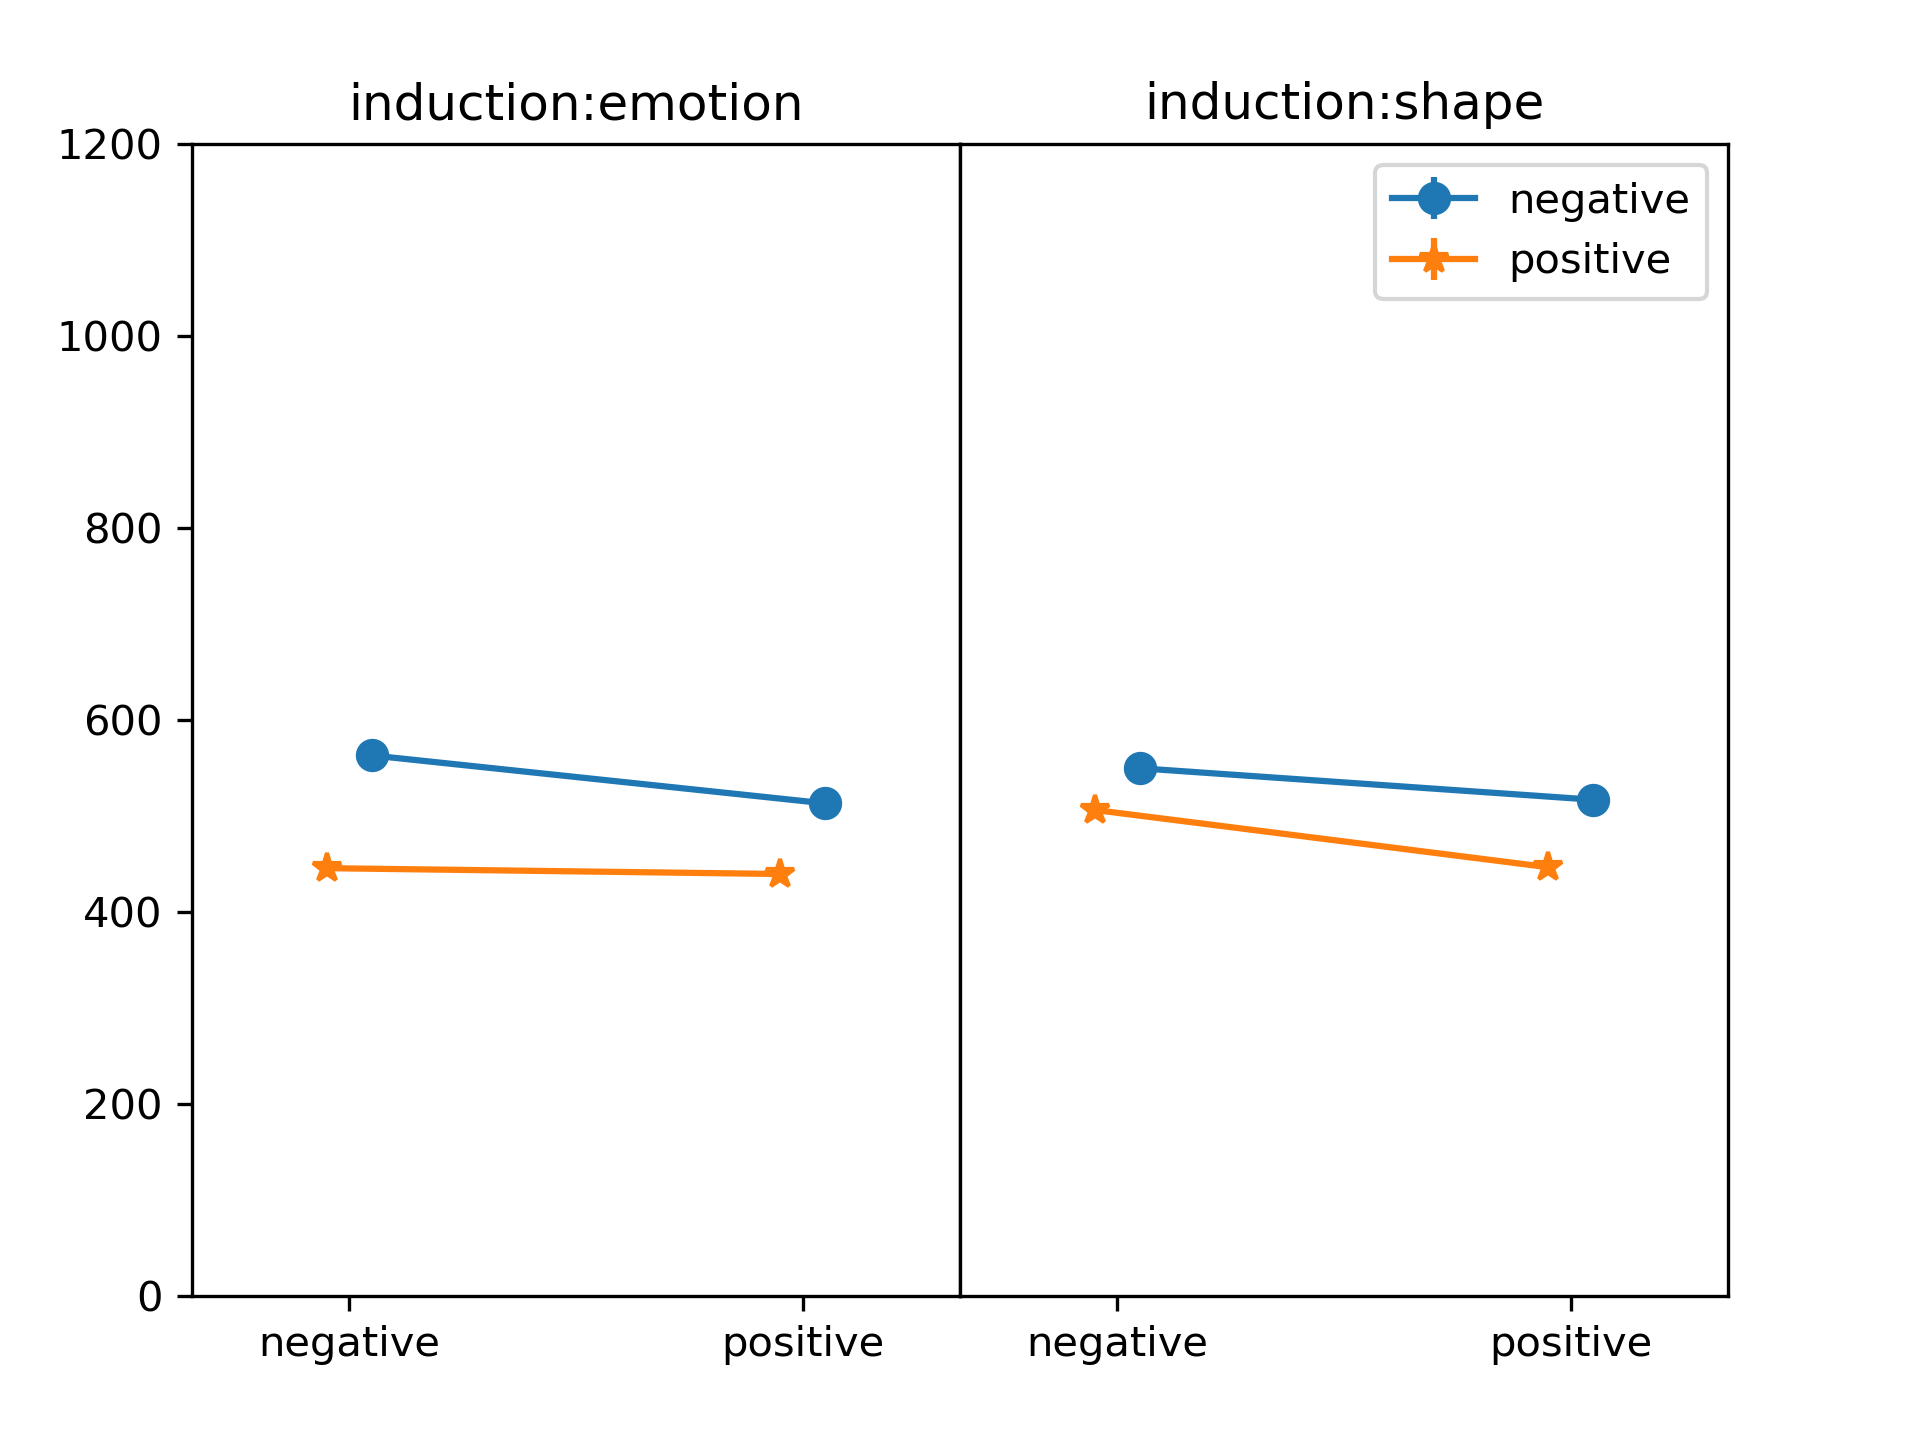 induction:emotion
induction:shape
1200
1000
800
600
400
200
0
negative
positive
negative
positive
negative
positive